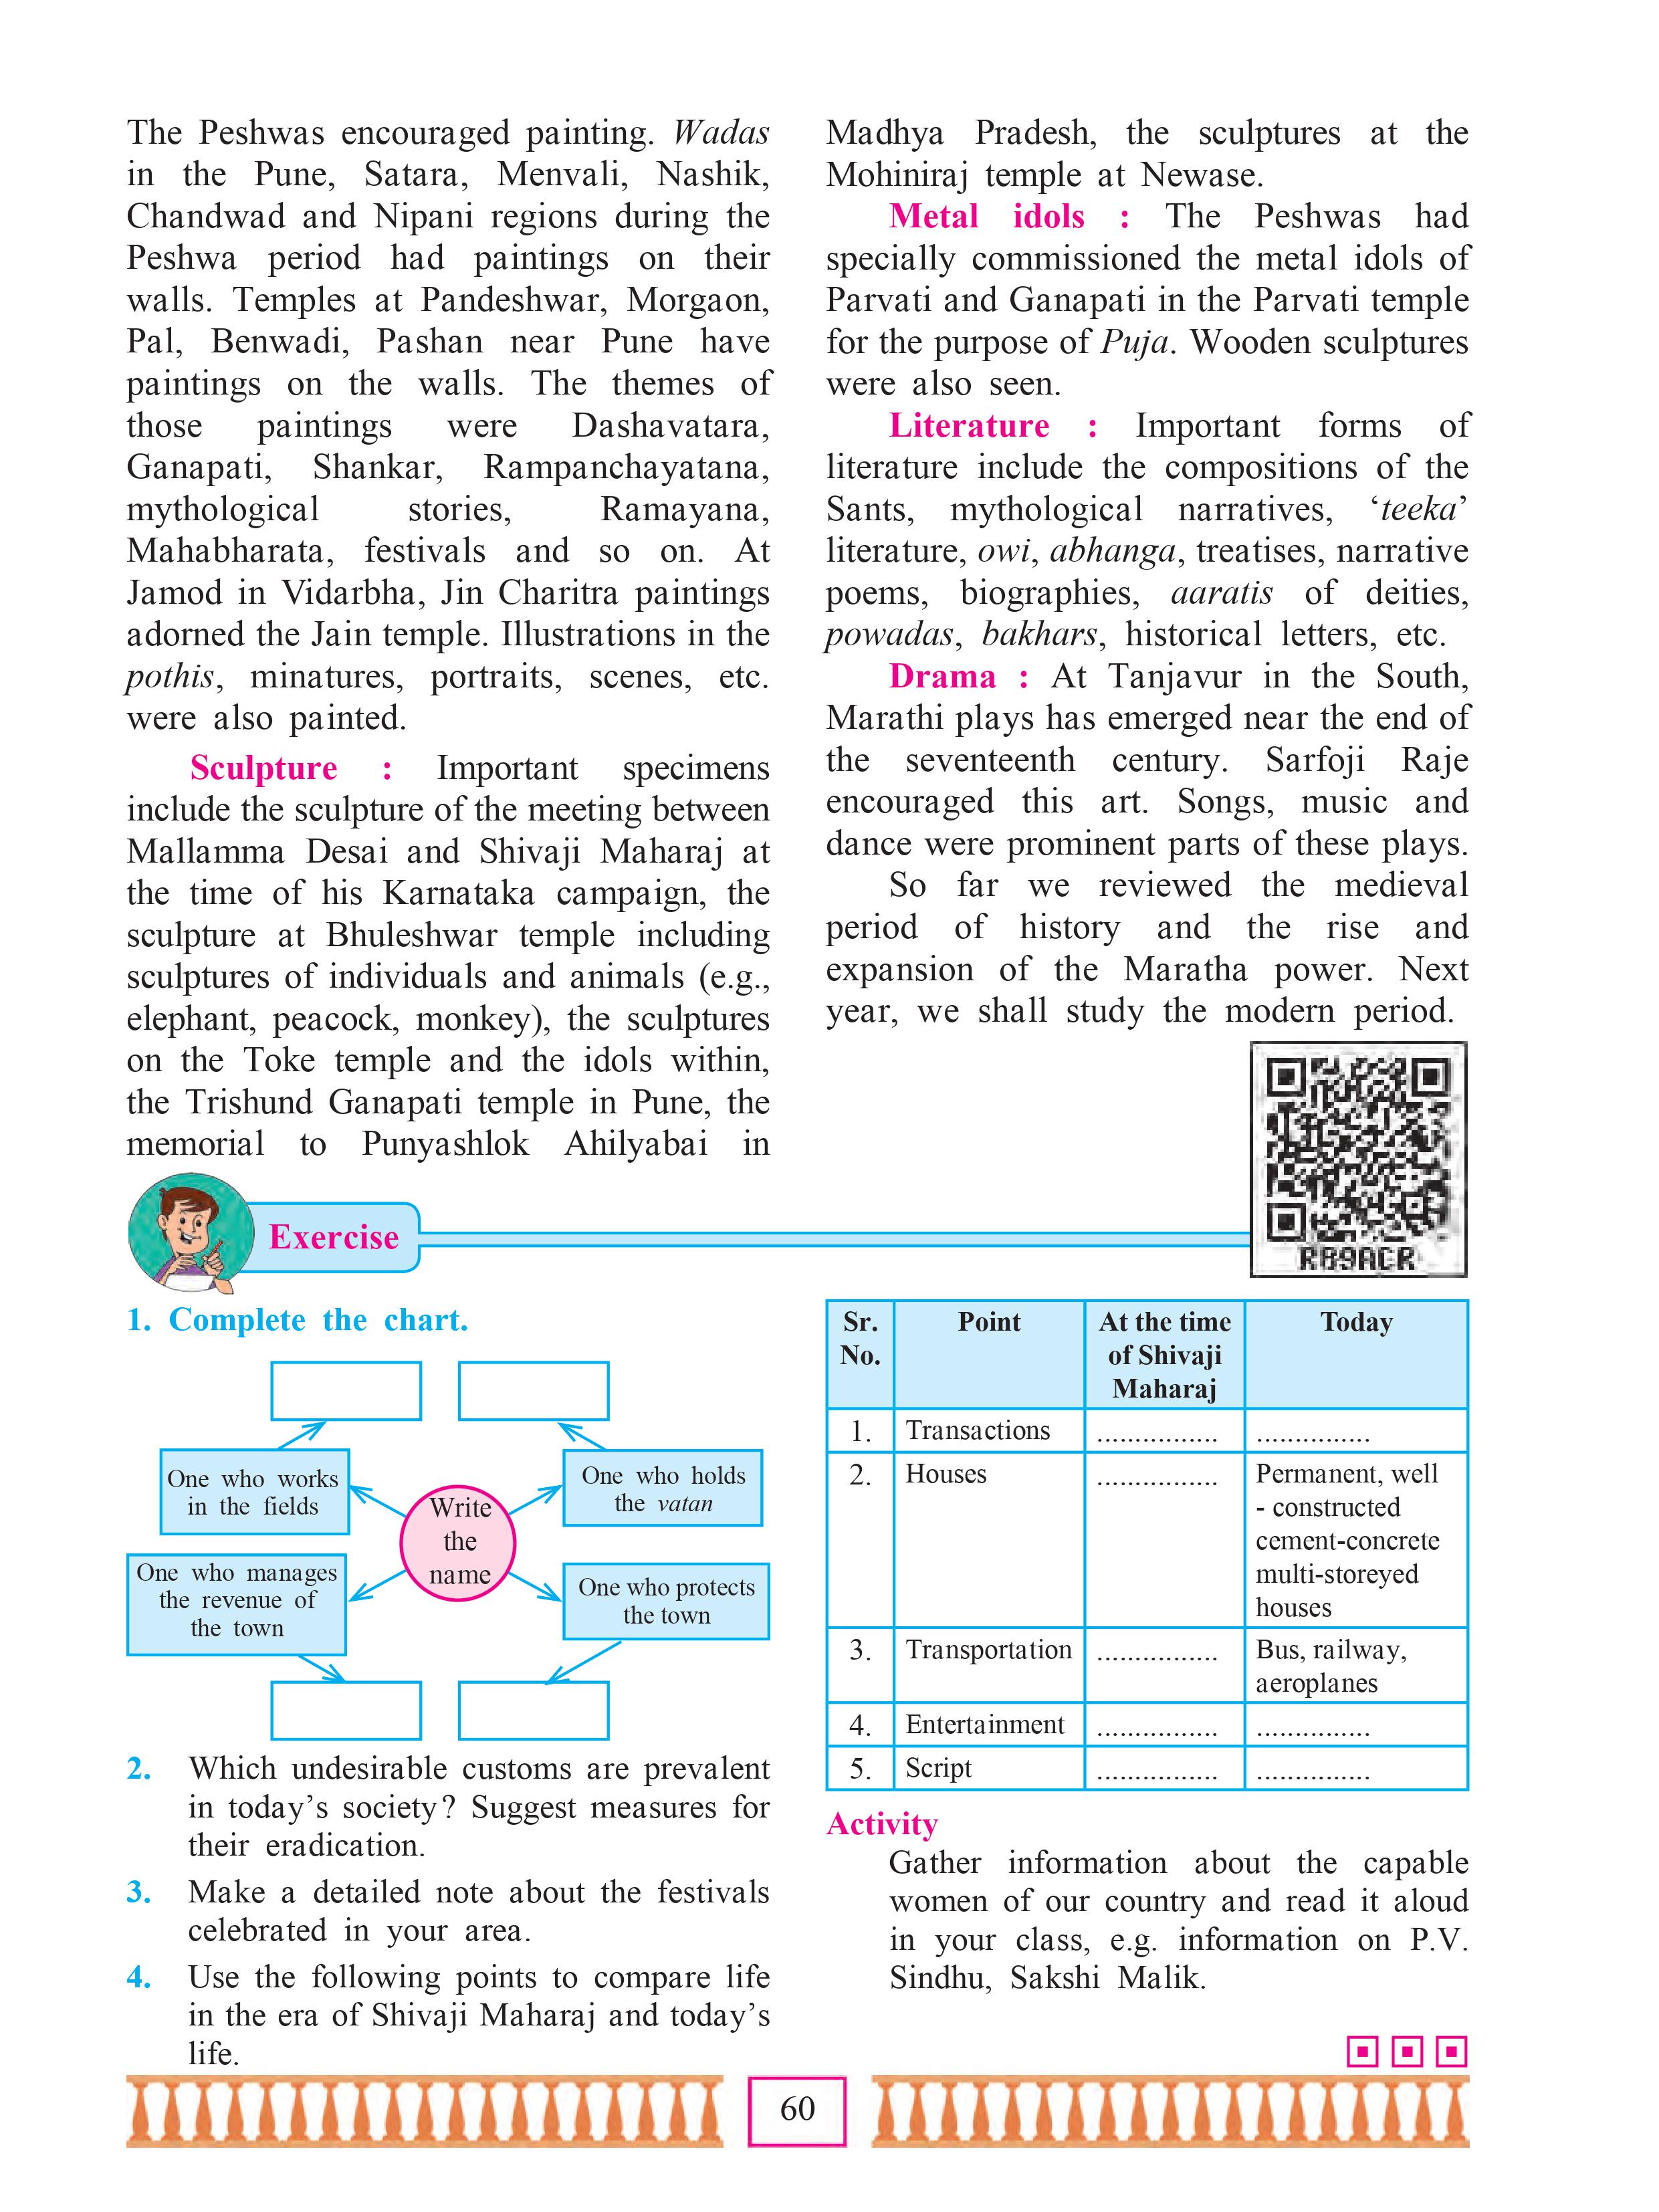 The Peshwas encouraged painting. Wadas
in the Pune, Satara, Menvali, Nashik,
Chandwad and Nipani regions during the
Peshwa period had paintings on their
walls. Temples at Pandeshwar, Morgaon,
Pal, Benwadi, Pashan near Pune have
paintings on the walls. The themes of
those paintings were Dashavatara,
Ganapati, Shankar, Rampanchayatana,
mythological stories, Ramayana,
Mahabharata, festivals and so on. At
Jamod in Vidarbha, Jin Charitra paintings
adorned the Jain temple. Illustrations in the
pothis, minatures, portraits, scenes, etc.
were also painted.
Sculpture : Important specimens
include the sculpture of the meeting between
Mallamma Desai and Shivaji Maharaj at
the time of his Karnataka campaign, the
sculpture at Bhuleshwar temple including
sculptures of individuals and animals (e.g.,
elephant, peacock, monkey), the sculptures
on the Toke temple and the idols within,
the Trishund Ganapati temple in Pune, the
memorial to Punyashlok Ahilyabai in
Madhya Pradesh, the sculptures at the
Mohiniraj temple at Newase.
Metal idols : The Peshwas had
specially commissioned the metal idols of
Parvati and Ganapati in the Parvati temple
for the purpose of Puja. Wooden sculptures
were also seen.
Literature : Important forms of
literature include the compositions of the
Sants, mythological narratives, ‘teeka’
literature, owi, abhanga, treatises, narrative
poems, biographies, aaratis of deities,
powadas, bakhars, historical letters, etc.
Drama : At Tanjavur in the South,
Marathi plays has emerged near the end of
the seventeenth century. Sarfoji Raje
encouraged this art. Songs, music and
dance were prominent parts of these plays.
So far we reviewed the medieval
period of history and the rise and
expansion of the Maratha power. Next
year, we shall study the modern period.
RB9ACR
Exercise
1. Complete the chart.
One who works
in the fields
One who holds
the vatan
Write
the
name
One who manages
the revenue of
the town
One who protects
the town
2. Which undesirable customs are prevalent
in today’s society? Suggest measures for
their eradication.
3. Make a detailed note about the festivals
celebrated in your area.
4. Use the following points to compare life
in the era of Shivaji Maharaj and today’s
life.
Sr. No. Point At the time of Shivaji Maharaj Today
1. Transactions ................ ...............
2. Houses ................ Permanent, well
- constructed
cement-concrete
multi-storeyed
houses
3. Transportation ................ Bus, railway,
aeroplanes
4. Entertainment ................ ...............
5. Script ................ ...............
Activity
Gather information about the capable
women of our country and read it aloud
in your class, e.g. information on P.V.
Sindhu, Sakshi Malik.
60